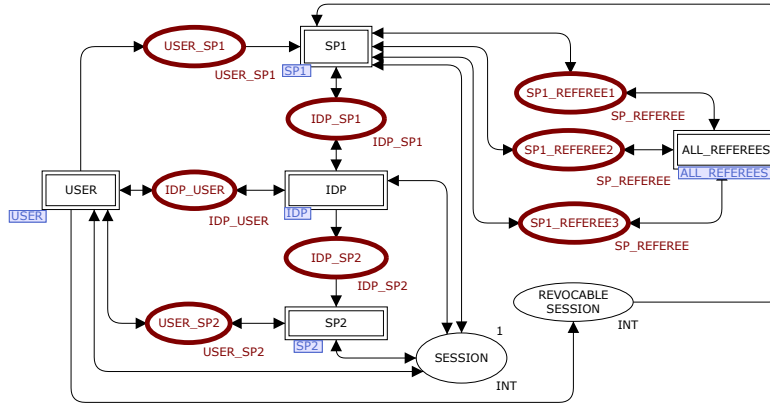 USER_SP1
SP1
SP1
USER_SP1
SP1_REFEREE1
SP_REFEREE
IDP_SP1
IDP_SP1
SP1_REFEREE2
SP_REFEREE
ALL_REFEREES
ALL_REFEREES
USER
USER
IDP_USER
IDP_USER
IDP
IDP
SP1_REFEREE3
SP_REFEREE
IDP_SP2
IDP_SP2
REVOCABLE
SESSION
INT
USER_SP2
USER_SP2
SP2
SP2
1
SESSION
INT